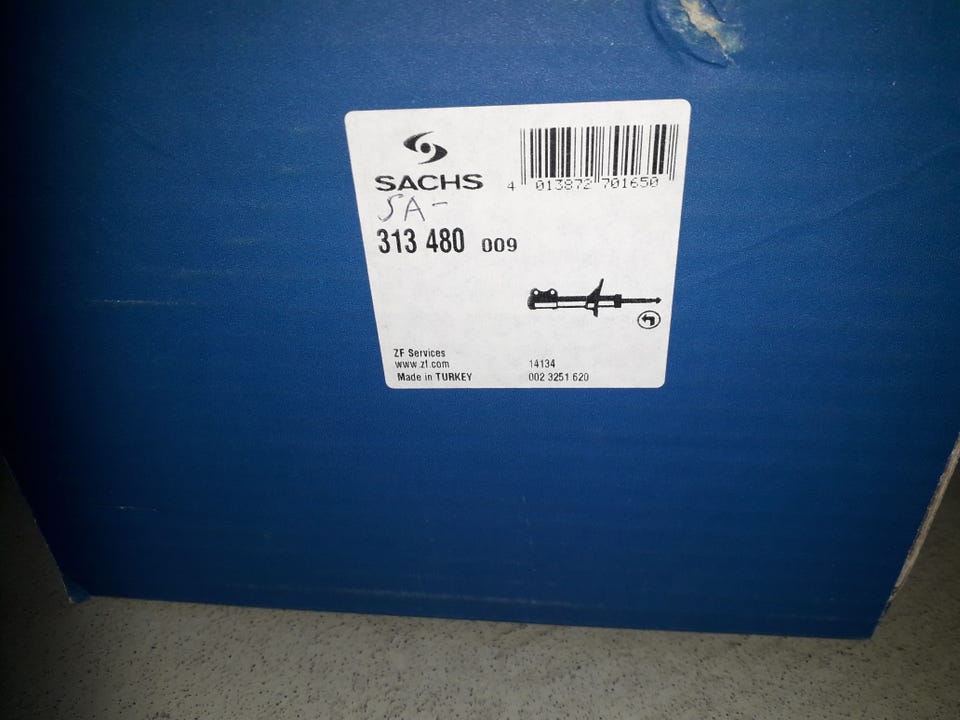 SACHS
4 013872 701650
SA-
313 480 009
ZF Services
www.zf.com
14134
Made in TURKEY
002 3251 620